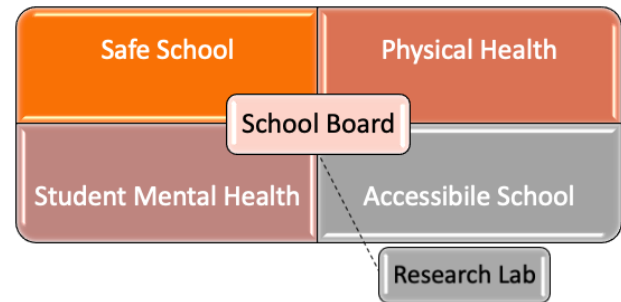 Safe School
Physical Health
School Board
Student Mental Health
Accessibile School
Research Lab